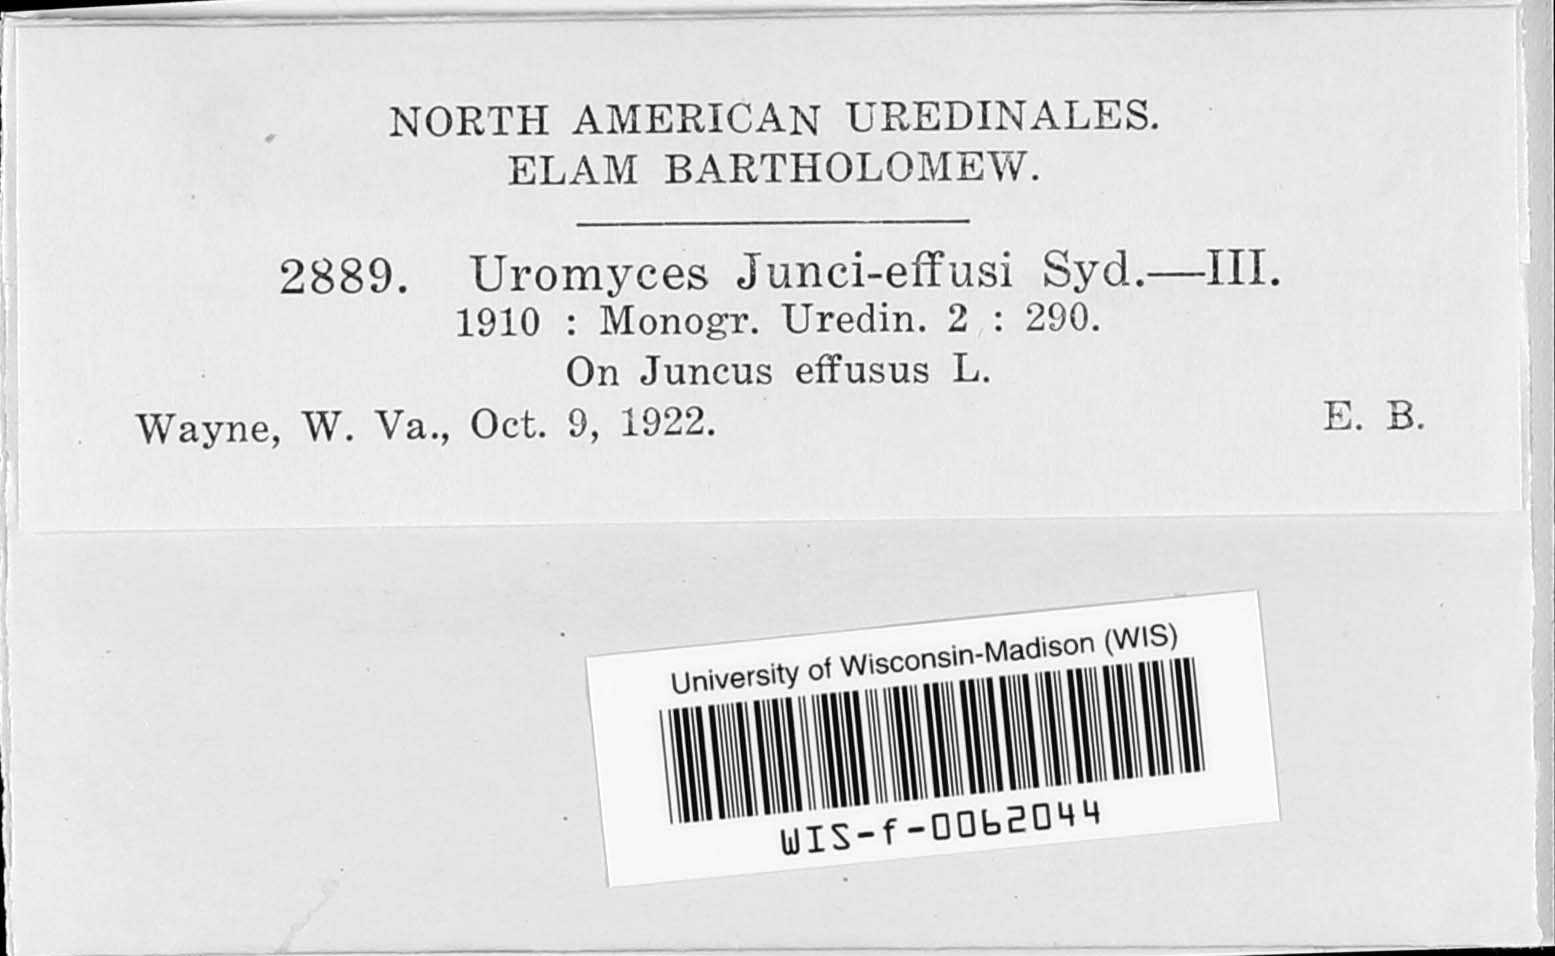 NORTH AMERICAN UREDINALES.
ELAM BARTHOLOMEW.
2889. Uromyces Junci-effusi Syd.—III.
1910 : Monogr. Uredin. 2 : 290.
On Juncus effusus L.
Wayne, W. Va., Oct. 9, 1922. E. B.
University of Wisconsin-Madison (WIS)
WIS-f-0062044